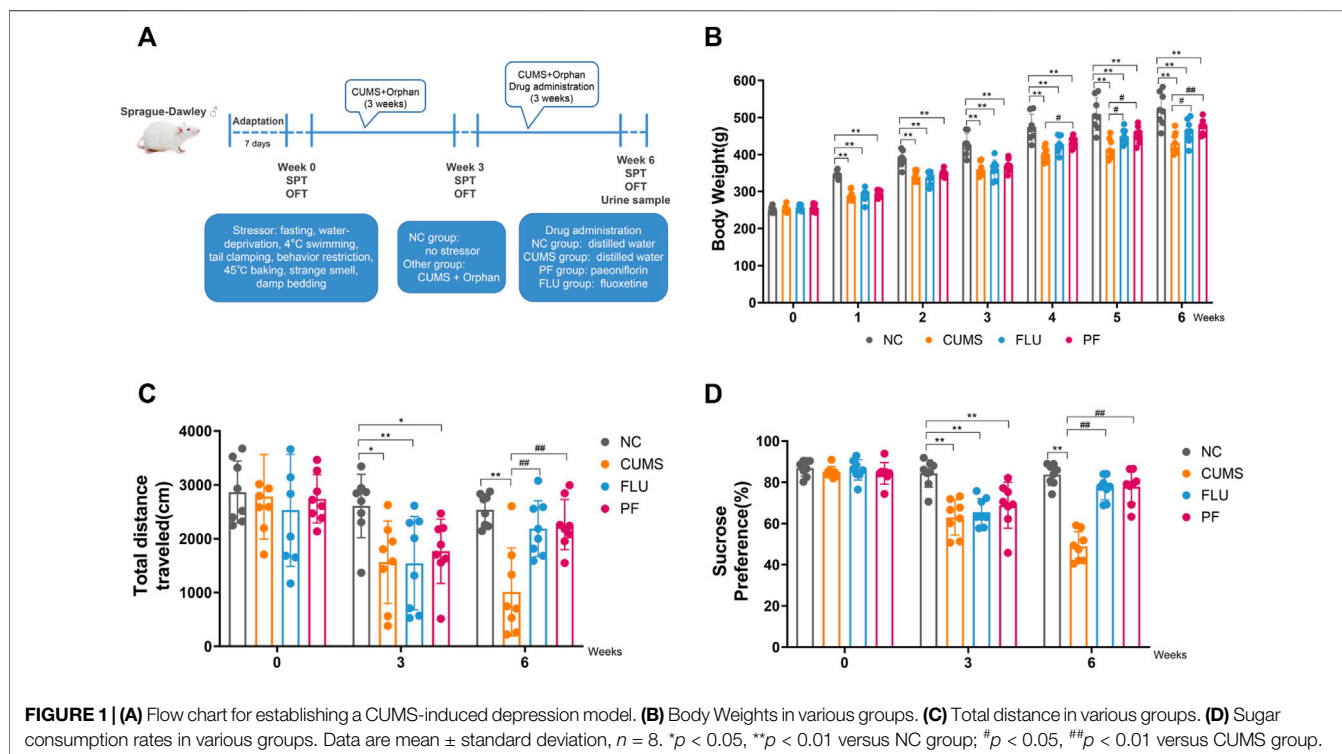 A
Sprague-Dawley ♂
Adaptation
7 days
CUMS+Orphan
(3 weeks)
CUMS+Orphan
Drug administration
(3 weeks)
Week 0
SPT
OFT
Week 3
SPT
OFT
Week 6
SPT
OFT
Urine sample
Stressor: fasting, water-
deprivation, 4°C swimming,
tail clamping, behavior restriction,
45°C baking, strange smell,
damp bedding
NC group:
no stressor
Other group:
CUMS + Orphan
Drug administration
NC group: distilled water
CUMS group: distilled water
PF group: paeoniflorin
FLU group: fluoxetine
B
Body Weight(g)
600
500
400
300
200
100
0
** ** **
** ** **
** ** **
** ** ** #
** ** ** # #
** ** ** # ##
0 1 2 3 4 5 6 Weeks
NC CUMS FLU PF
C
Total distance
traveled(cm)
4000
3000
2000
1000
0
* ** *
** ## ##
0 3 6 Weeks
NC
CUMS
FLU
PF
D
Sucrose
Preference(%)
100
80
60
40
20
0
** ** **
** ## ##
0 3 6 Weeks
NC
CUMS
FLU
PF
FIGURE 1 | (A) Flow chart for establishing a CUMS-induced depression model. (B) Body Weights in various groups. (C) Total distance in various groups. (D) Sugar
consumption rates in various groups. Data are mean ± standard deviation, n = 8. *p < 0.05, **p < 0.01 versus NC group; #p < 0.05, ##p < 0.01 versus CUMS group.